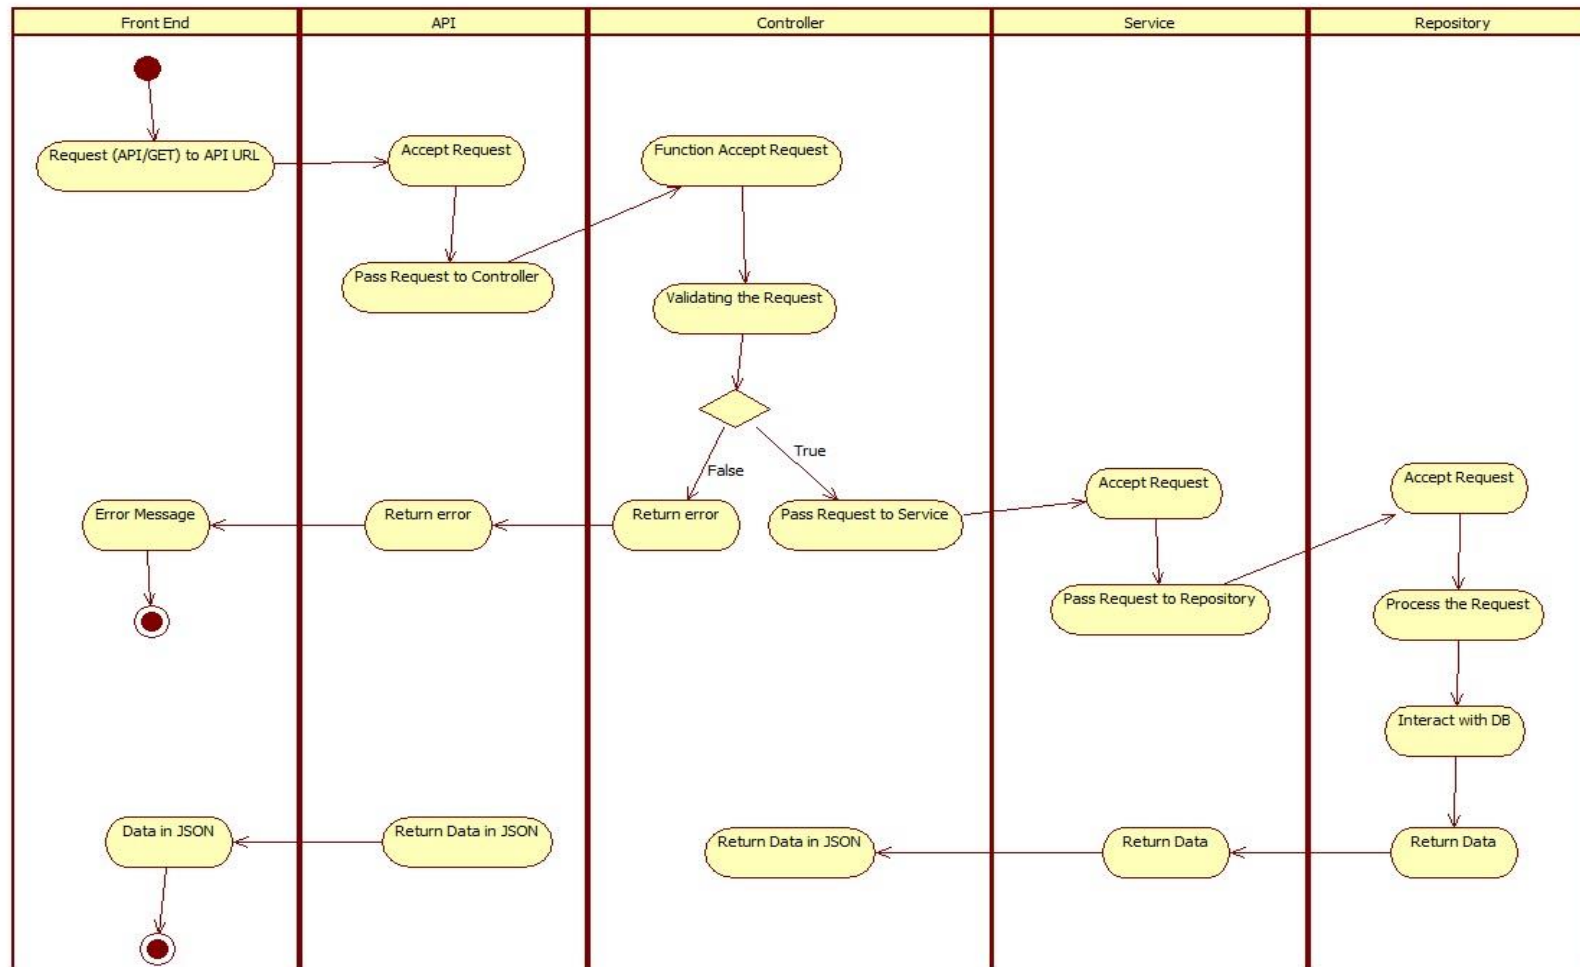 Front End
API
Controller
Service
Repository
Request (API/GET) to API URL
Accept Request
Function Accept Request
Pass Request to Controller
Validating the Request
True
False
Error Message
Return error
Return error
Pass Request to Service
Accept Request
Accept Request
Pass Request to Repository
Process the Request
Interact with DB
Data in JSON
Return Data in JSON
Return Data in JSON
Return Data
Return Data